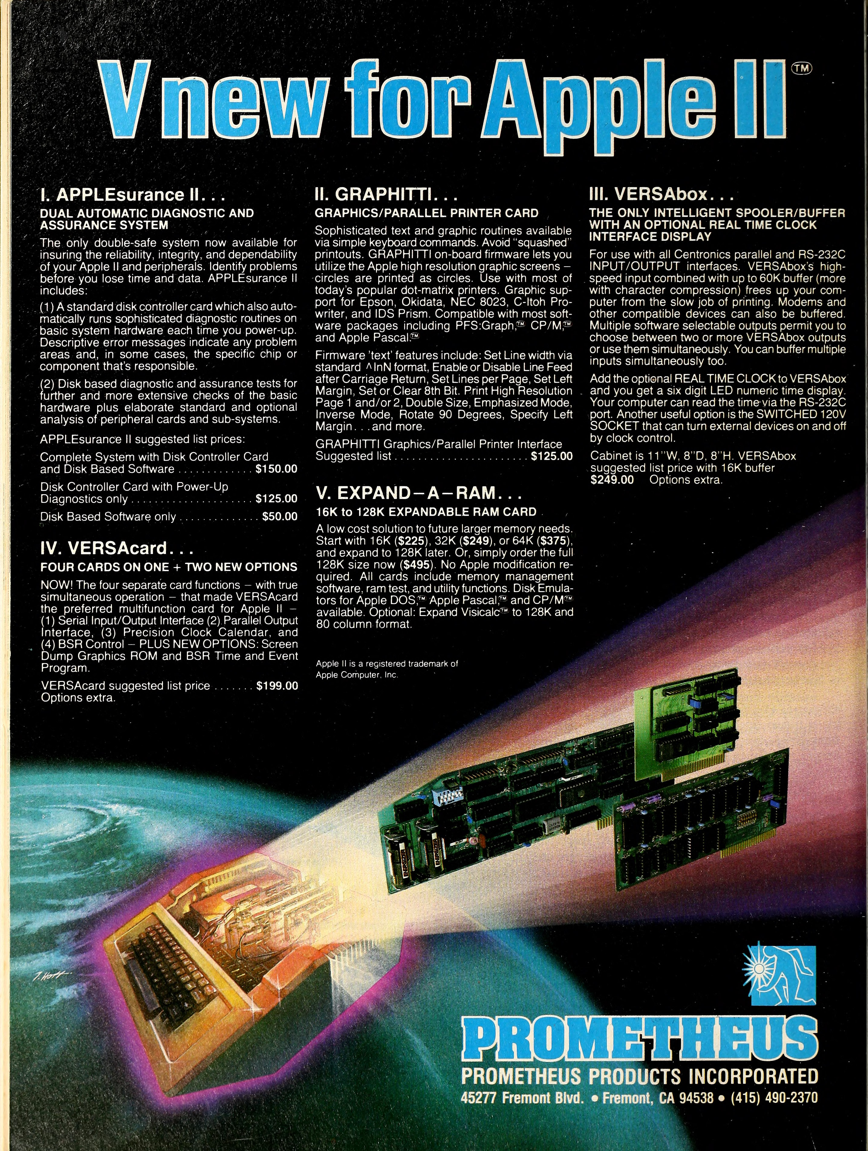 V new for Apple II™
I. APPLEsurance II...
DUAL AUTOMATIC DIAGNOSTIC AND
ASSURANCE SYSTEM
The only double-safe system now available for
insuring the reliability, integrity, and dependability
of your Apple II and peripherals. Identify problems
before you lose time and data. APPLEsurance II
includes:
(1) A standard disk controller card which also auto-
matically runs sophisticated diagnostic routines on
basic system hardware each time you power-up.
Descriptive error messages indicate any problem
areas and, in some cases, the specific chip or
component that's responsible.
(2) Disk based diagnostic and assurance tests for
further and more extensive checks of the basic
hardware plus elaborate standard and optional
analysis of peripheral cards and sub-systems.
APPLEsurance II suggested list prices:
Complete System with Disk Controller Card
and Disk Based Software ............. $150.00
Disk Controller Card with Power-Up
Diagnostics only ..................... $125.00
Disk Based Software only .............. $50.00
IV. VERSAcard...
FOUR CARDS ON ONE + TWO NEW OPTIONS
NOW! The four separate card functions – with true
simultaneous operation – that made VERSAcard
the preferred multifunction card for Apple II –
(1) Serial Input/Output Interface (2) Parallel Output
Interface, (3) Precision Clock Calendar, and
(4) BSR Control – PLUS NEW OPTIONS: Screen
Dump Graphics ROM and BSR Time and Event
Program.
VERSAcard suggested list price ....... $199.00
Options extra.
II. GRAPHITTI...
GRAPHICS/PARALLEL PRINTER CARD
Sophisticated text and graphic routines available
via simple keyboard commands. Avoid "squashed"
printouts. GRAPHITTI on-board firmware lets you
utilize the Apple high resolution graphic screens –
circles are printed as circles. Use with most of
today's popular dot-matrix printers. Graphic sup-
port for Epson, Okidata, NEC 8023, C-Itoh Pro-
writer, and IDS Prism. Compatible with most soft-
ware packages including PFS:Graph,™ CP/M,™
and Apple Pascal.™
Firmware 'text' features include: Set Line width via
standard ^InN format, Enable or Disable Line Feed
after Carriage Return, Set Lines per Page, Set Left
Margin, Set or Clear 8th Bit. Print High Resolution
Page 1 and/or 2, Double Size, Emphasized Mode,
Inverse Mode, Rotate 90 Degrees, Specify Left
Margin...and more.
GRAPHITTI Graphics/Parallel Printer Interface
Suggested list ........................ $125.00
V. EXPAND–A–RAM...
16K to 128K EXPANDABLE RAM CARD
A low cost solution to future larger memory needs.
Start with 16K ($225), 32K ($249), or 64K ($375),
and expand to 128K later. Or, simply order the full
128K size now ($495). No Apple modification re-
quired. All cards include memory management
software, ram test, and utility functions. Disk Emula-
tors for Apple DOS,™ Apple Pascal,™ and CP/M™
available. Optional: Expand Visicalc™ to 128K and
80 column format.
Apple II is a registered trademark of
Apple Computer, Inc.
III. VERSAbox...
THE ONLY INTELLIGENT SPOOLER/BUFFER
WITH AN OPTIONAL REAL TIME CLOCK
INTERFACE DISPLAY
For use with all Centronics parallel and RS-232C
INPUT/OUTPUT interfaces. VERSAbox's high-
speed input combined with up to 60K buffer (more
with character compression) frees up your com-
puter from the slow job of printing. Modems and
other compatible devices can also be buffered.
Multiple software selectable outputs permit you to
choose between two or more VERSAbox outputs
or use them simultaneously. You can buffer multiple
inputs simultaneously too.
Add the optional REAL TIME CLOCK to VERSAbox
and you get a six digit LED numeric time display.
Your computer can read the time via the RS-232C
port. Another useful option is the SWITCHED 120V
SOCKET that can turn external devices on and off
by clock control.
Cabinet is 11"W, 8"D, 8"H. VERSAbox
suggested list price with 16K buffer
$249.00 Options extra.
PROMETHEUS
PROMETHEUS PRODUCTS INCORPORATED
45277 Fremont Blvd. • Fremont, CA 94538 • (415) 490-2370